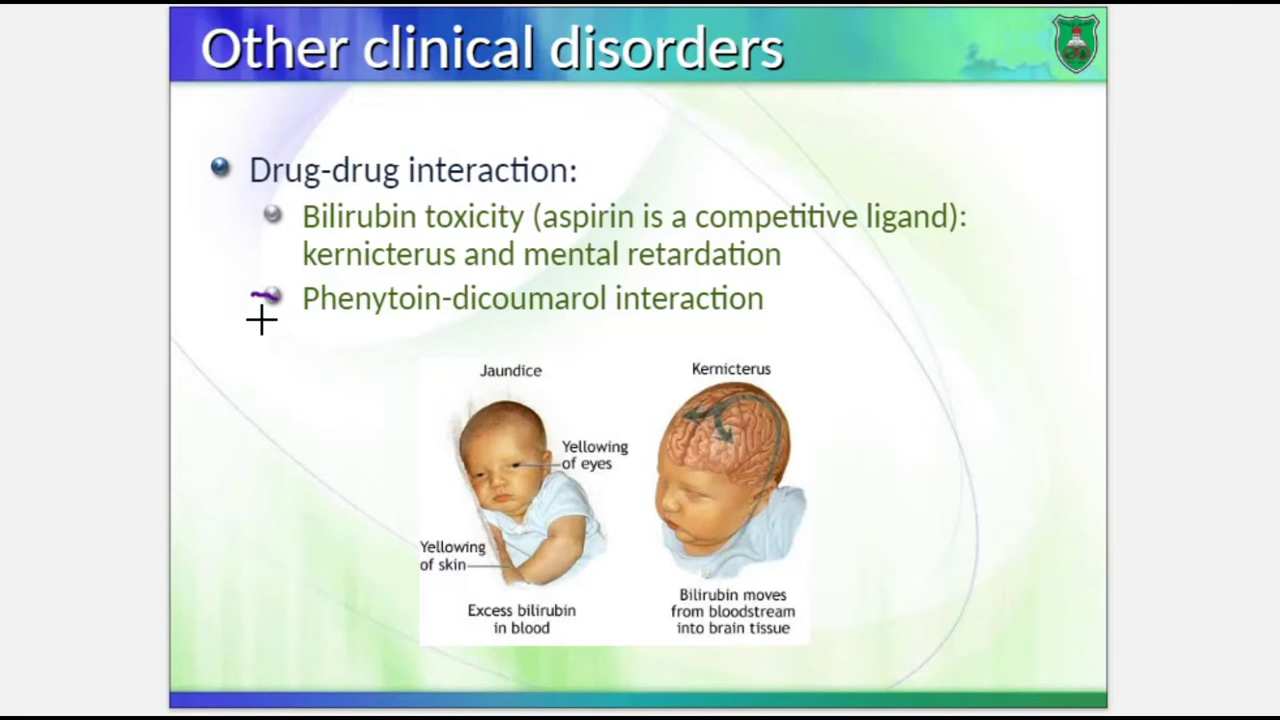 Other clinical disorders
Drug-drug interaction:
Bilirubin toxicity (aspirin is a competitive ligand):
kernicterus and mental retardation
Phenytoin-dicoumarol interaction
Jaundice
Yellowing
of eyes
Yellowing
of skin
Excess bilirubin
in blood
Kernicterus
Bilirubin moves
from bloodstream
into brain tissue